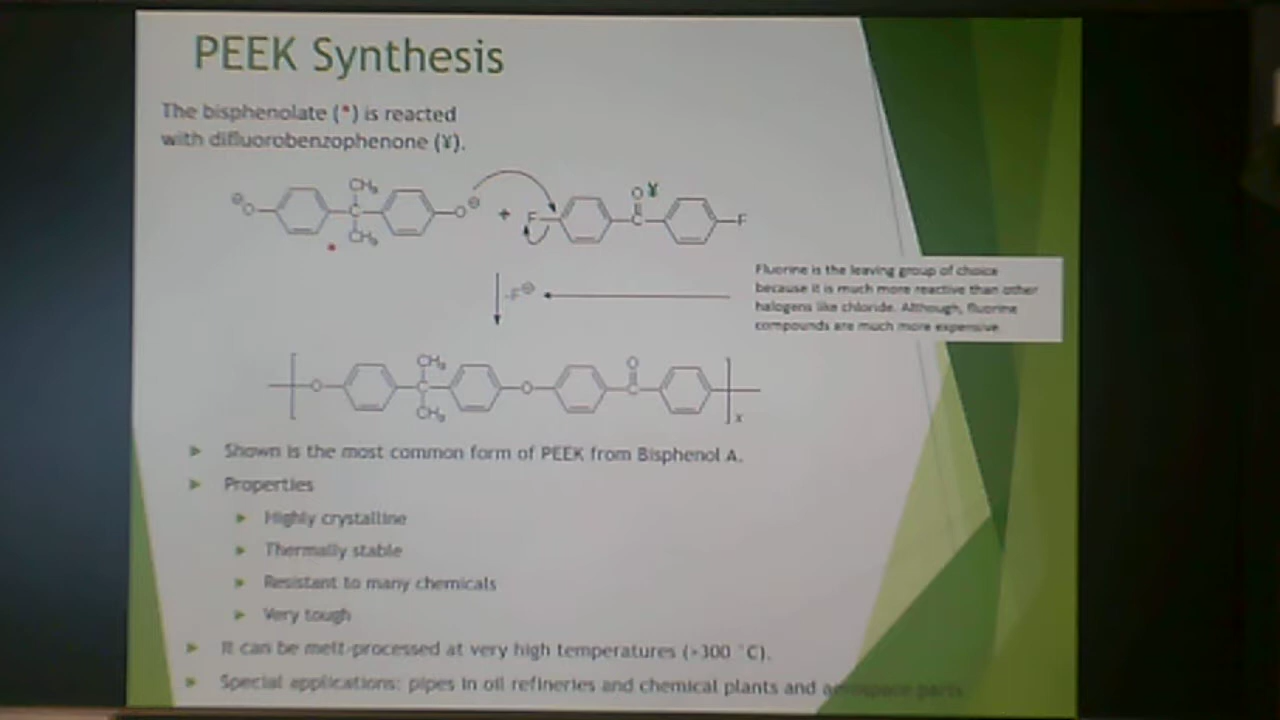 PEEK Synthesis
The bisphenolate (*) is reacted
with difluorobenzophenone (¥).
⊖O CH₃ C CH₃ O⊖ + F O ¥ C F
*
Fluorine is the leaving group of choice
because it is much more reactive than other
halogens like chloride. Although, fluorine
compounds are much more expensive
-F⊖
O CH₃ C CH₃ O O C x
Shown is the most common form of PEEK from Bisphenol A.
Properties
Highly crystalline
Thermally stable
Resistant to many chemicals
Very tough
It can be melt-processed at very high temperatures (>300 °C).
Special applications: pipes in oil refineries and chemical plants and aerospace parts